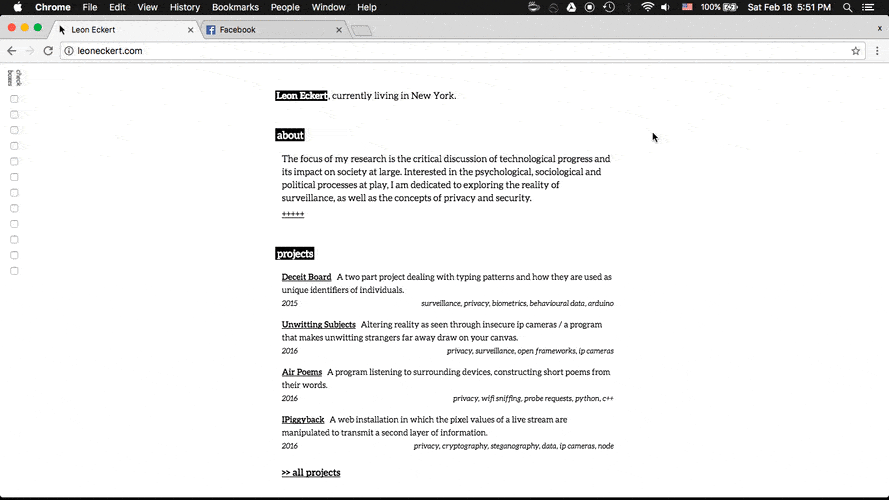 Chrome File Edit View History Bookmarks People Window Help 100% Sat Feb 18 5:51 PM
Leon Eckert Facebook x
leoneckert.com
check
boxes
Leon Eckert, currently living in New York.
about
The focus of my research is the critical discussion of technological progress and
its impact on society at large. Interested in the psychological, sociological and
political processes at play, I am dedicated to exploring the reality of
surveillance, as well as the concepts of privacy and security.
+++++
projects
Deceit Board A two part project dealing with typing patterns and how they are used as
unique identifiers of individuals.
2015 surveillance, privacy, biometrics, behavioural data, arduino
Unwitting Subjects Altering reality as seen through insecure ip cameras / a program
that makes unwitting strangers far away draw on your canvas.
2016 privacy, surveillance, open frameworks, ip cameras
Air Poems A program listening to surrounding devices, constructing short poems from
their words.
2016 privacy, wifi sniffing, probe requests, python, c++
IPiggyback A web installation in which the pixel values of a live stream are
manipulated to transmit a second layer of information.
2016 privacy, cryptography, steganography, data, ip cameras, node
>> all projects